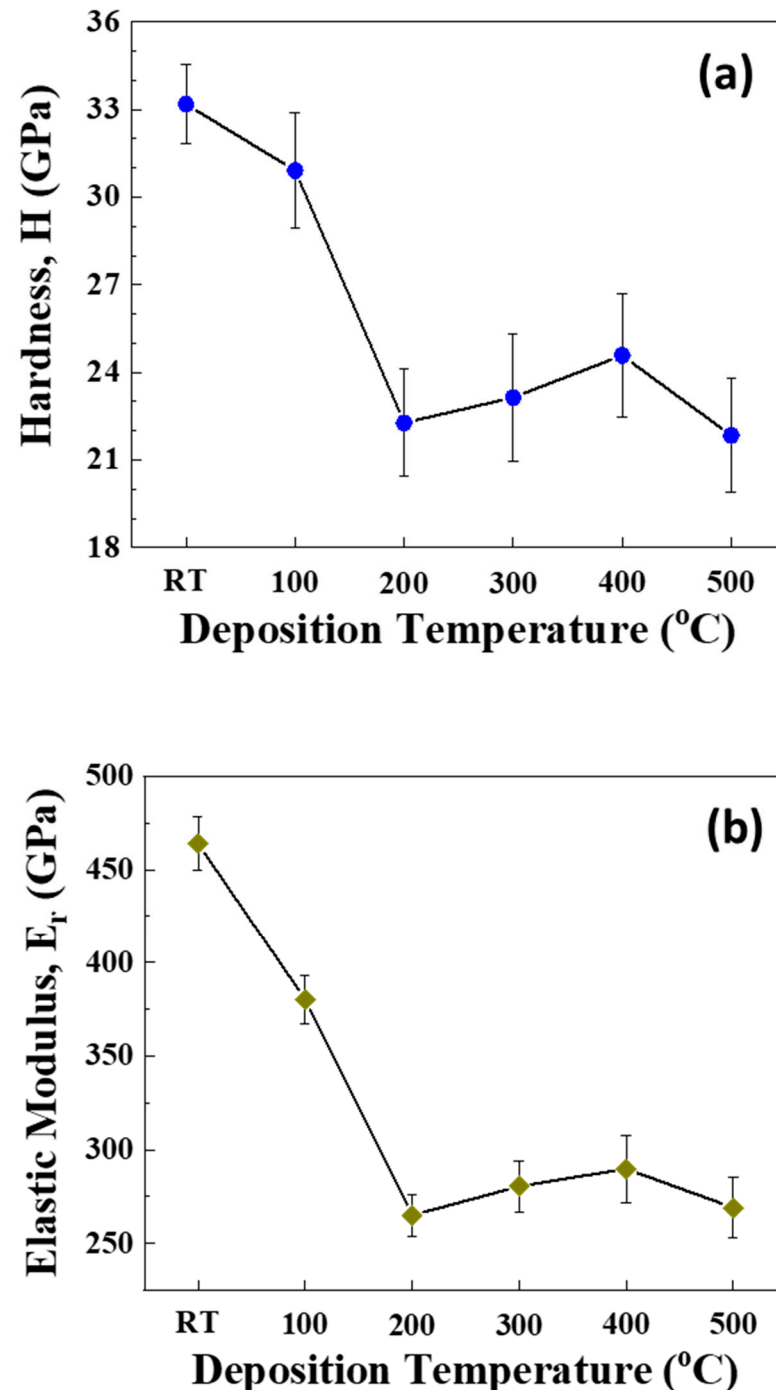 (a)
Hardness, H (GPa)
36
33
30
27
24
21
18
RT 100 200 300 400 500
Deposition Temperature (°C)
(b)
Elastic Modulus, Er (GPa)
500
450
400
350
300
250
RT 100 200 300 400 500
Deposition Temperature (°C)